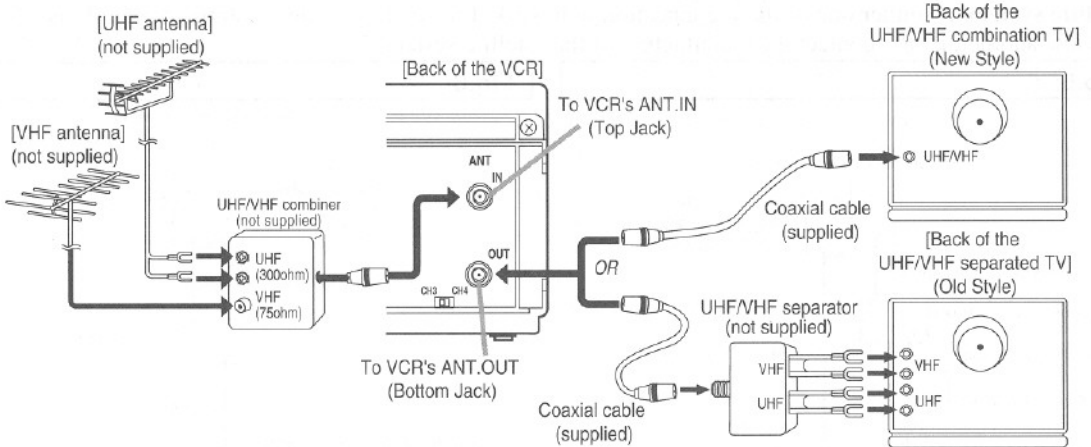 [UHF antenna]
(not supplied)
[VHF antenna]
(not supplied)
UHF/VHF combiner
(not supplied)
UHF
(300ohm)
VHF
(75ohm)
[Back of the VCR]
ANT
IN
OUT
CH3 CH4
To VCR's ANT.IN
(Top Jack)
To VCR's ANT.OUT
(Bottom Jack)
OR
Coaxial cable
(supplied)
[Back of the
UHF/VHF combination TV]
(New Style)
UHF/VHF
Coaxial cable
(supplied)
UHF/VHF separator
(not supplied)
VHF
UHF
[Back of the
UHF/VHF separated TV]
(Old Style)
VHF
UHF